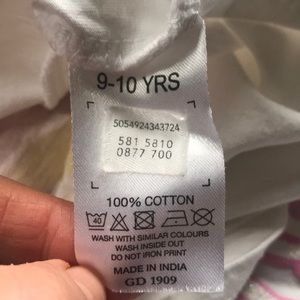 9-10 YRS
5054924343724
581 5810
0877 700
100% COTTON
40
WASH WITH SIMILAR COLOURS
WASH INSIDE OUT
DO NOT IRON PRINT
MADE IN INDIA
GD 1909